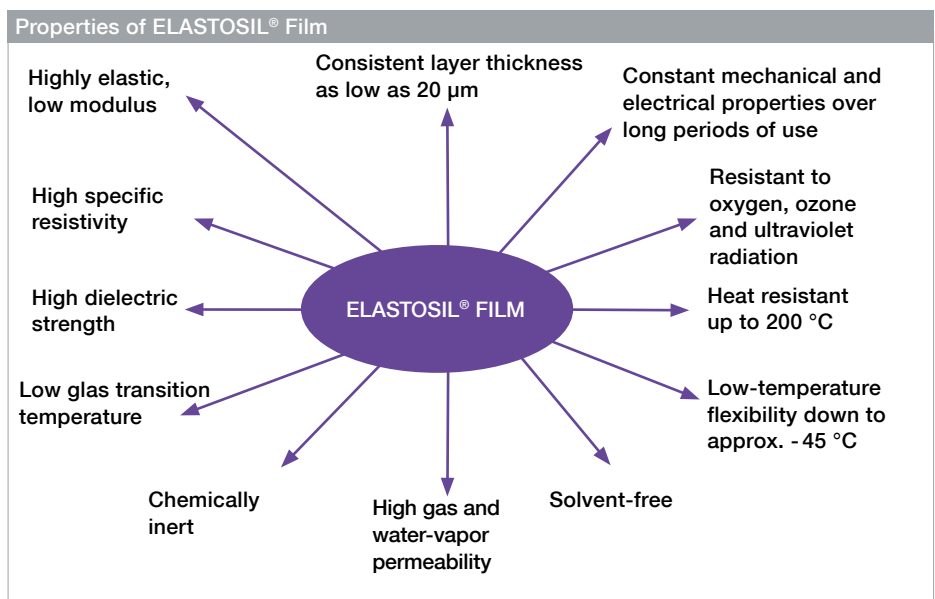 Properties of ELASTOSIL® Film
Highly elastic,
low modulus
Consistent layer thickness
as low as 20 µm
Constant mechanical and
electrical properties over
long periods of use
High specific
resistivity
Resistant to
oxygen, ozone
and ultraviolet
radiation
High dielectric
strength
ELASTOSIL® FILM
Heat resistant
up to 200 °C
Low glas transition
temperature
Low-temperature
flexibility down to
approx. - 45 °C
Chemically
inert
High gas and
water-vapor
permeability
Solvent-free